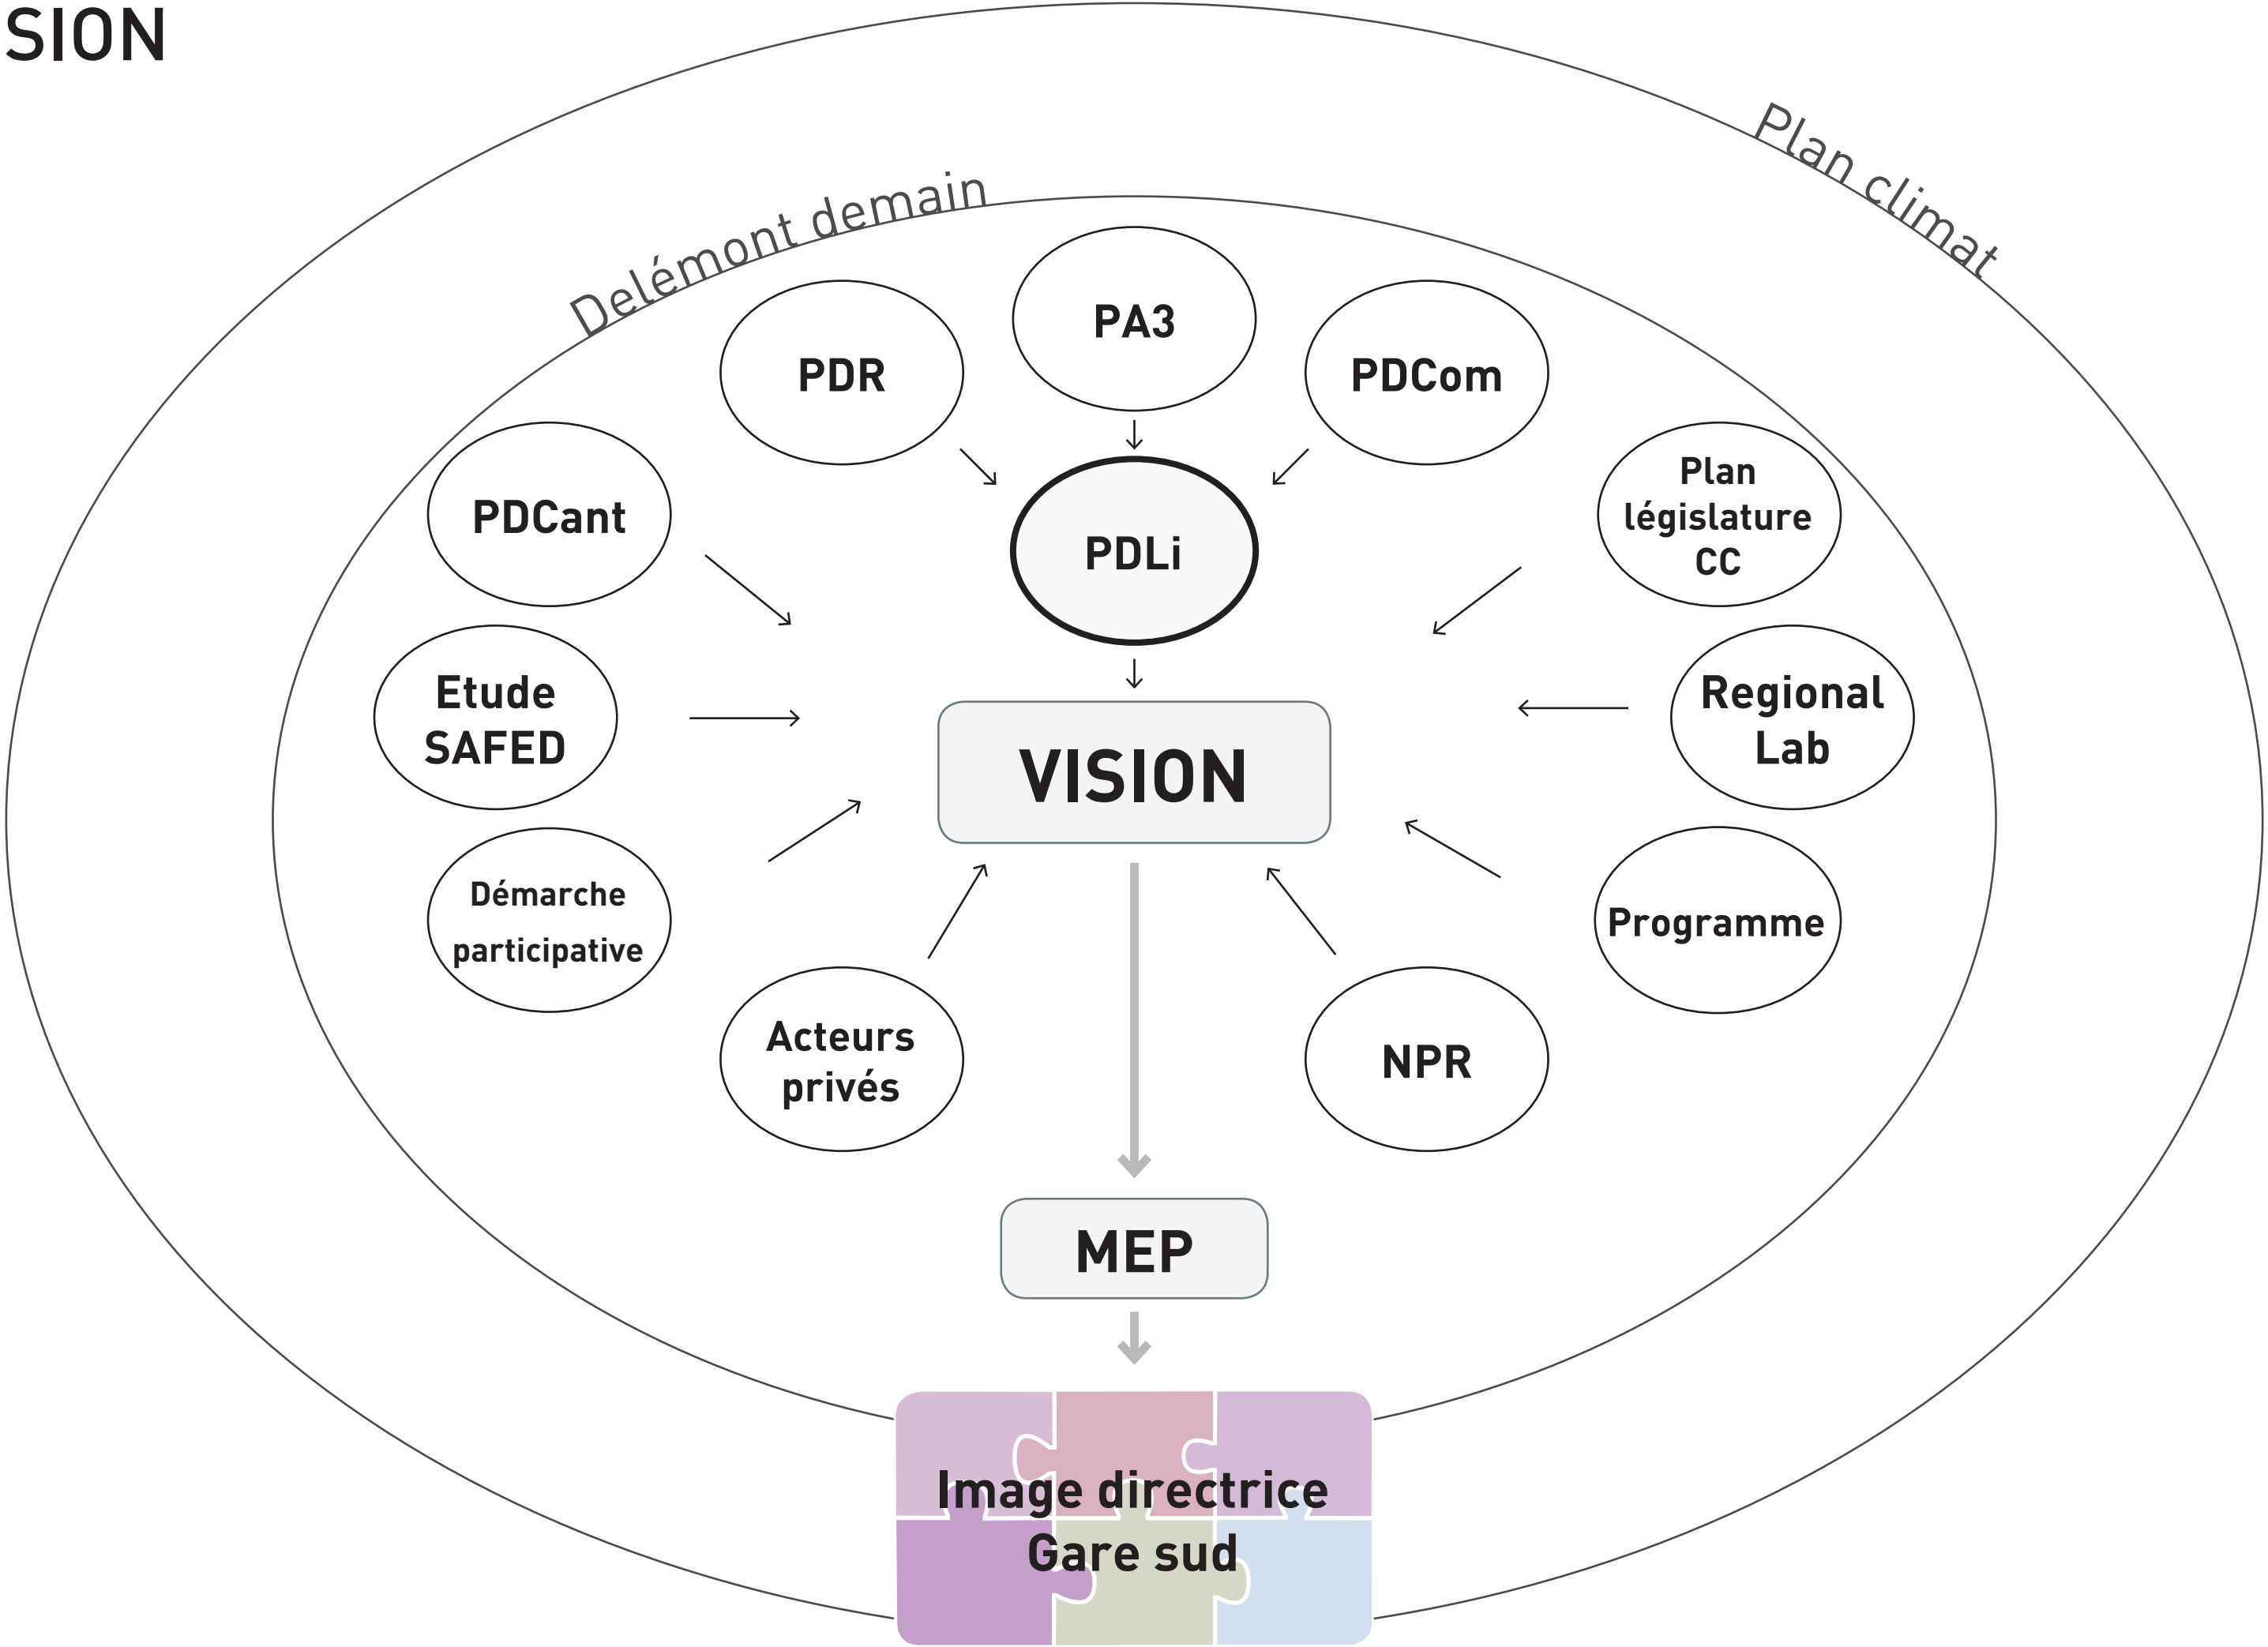 SION
Plan climat
Delémont demain
PA3
PDR
PDCom
PDCant
Plan
législature
CC
PDLi
Etude
SAFED
Regional
Lab
VISION
Démarche
participative
Programme
Acteurs
privés
NPR
MEP
Image directrice
Gare sud